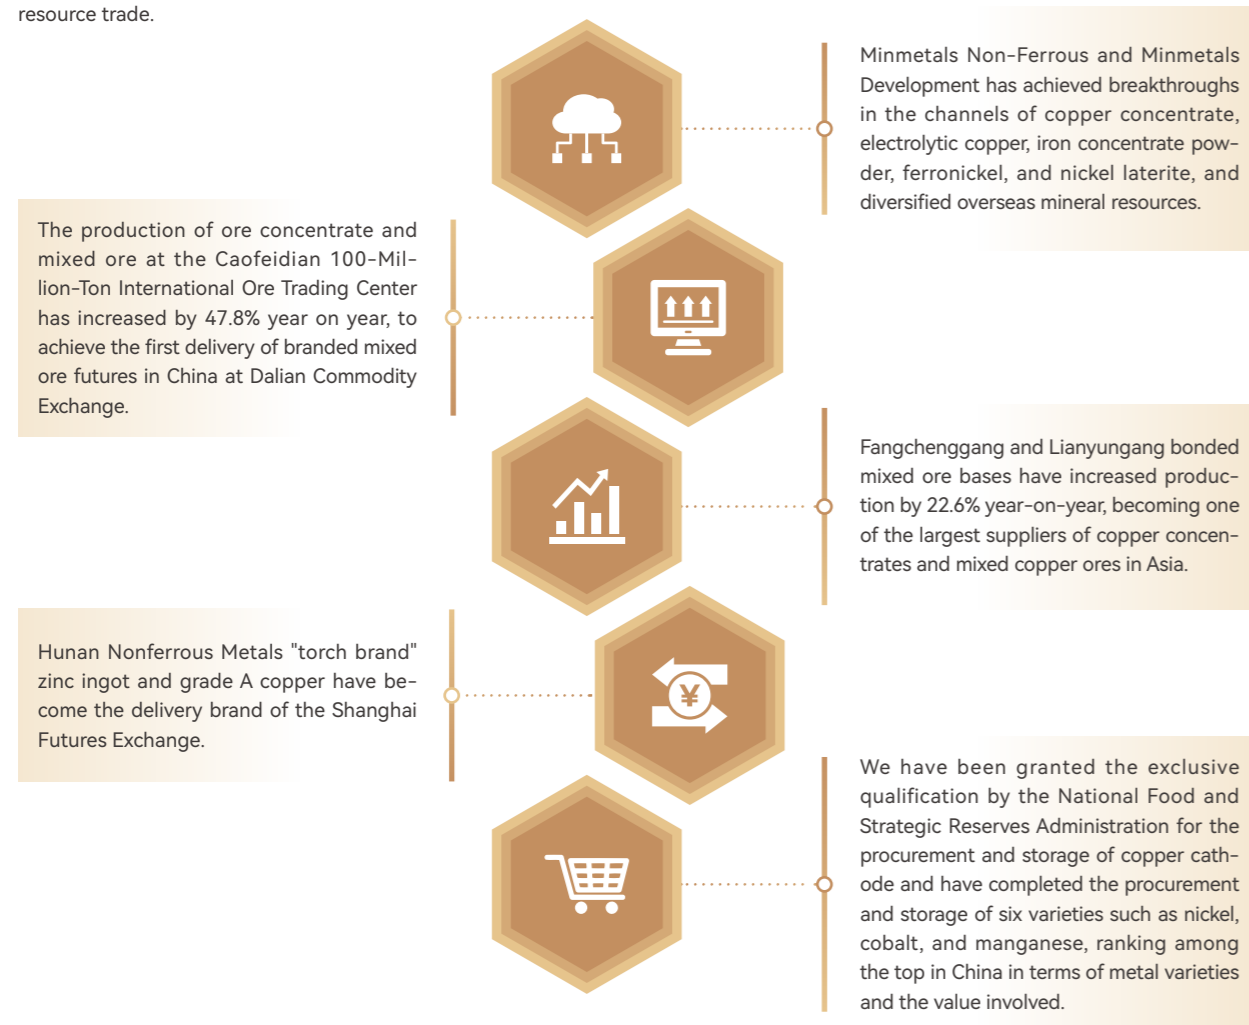 resource trade.
Minmetals Non-Ferrous and Minmetals
Development has achieved breakthroughs
in the channels of copper concentrate,
electrolytic copper, iron concentrate pow-
der, ferronickel, and nickel laterite, and
diversified overseas mineral resources.
The production of ore concentrate and
mixed ore at the Caofeidian 100-Mil-
lion-Ton International Ore Trading Center
has increased by 47.8% year on year, to
achieve the first delivery of branded mixed
ore futures in China at Dalian Commodity
Exchange.
Fangchenggang and Lianyungang bonded
mixed ore bases have increased produc-
tion by 22.6% year-on-year, becoming one
of the largest suppliers of copper concen-
trates and mixed copper ores in Asia.
Hunan Nonferrous Metals "torch brand"
zinc ingot and grade A copper have be-
come the delivery brand of the Shanghai
Futures Exchange.
¥
We have been granted the exclusive
qualification by the National Food and
Strategic Reserves Administration for the
procurement and storage of copper cath-
ode and have completed the procurement
and storage of six varieties such as nickel,
cobalt, and manganese, ranking among
the top in China in terms of metal varieties
and the value involved.